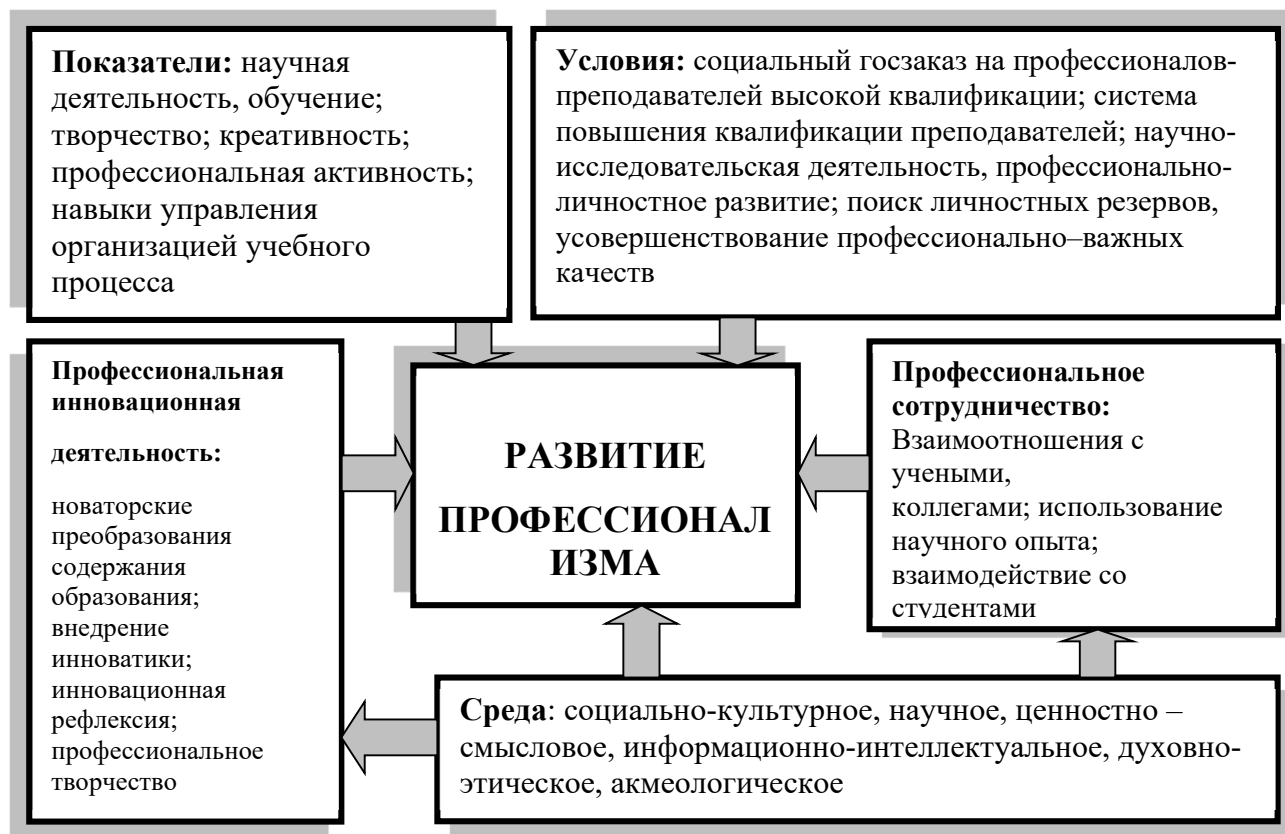 Показатели: научная
деятельность, обучение;
творчество; креативность;
профессиональная активность;
навыки управления
организацией учебного
процесса
Условия: социальный госзаказ на профессионалов-
преподавателей высокой квалификации; система
повышения квалификации преподавателей; научно-
исследовательская деятельность, профессионально-
личностное развитие; поиск личностных резервов,
усовершенствование профессионально–важных
качеств
Профессиональная
инновационная
деятельность:
новаторские
преобразования
содержания
образования;
внедрение
инноватики;
инновационная
рефлексия;
профессиональное
творчество
РАЗВИТИЕ
ПРОФЕССИОНАЛ
ИЗМА
Профессиональное
сотрудничество:
Взаимоотношения с
учеными,
коллегами; использование
научного опыта;
взаимодействие со
студентами
Среда: социально-культурное, научное, ценностно –
смысловое, информационно-интеллектуальное, духовно-
этическое, акмеологическое